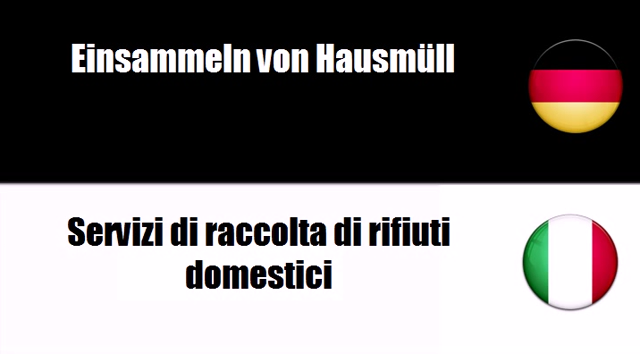 Einsammeln von Hausmüll
Servizi di raccolta di rifiuti
domestici